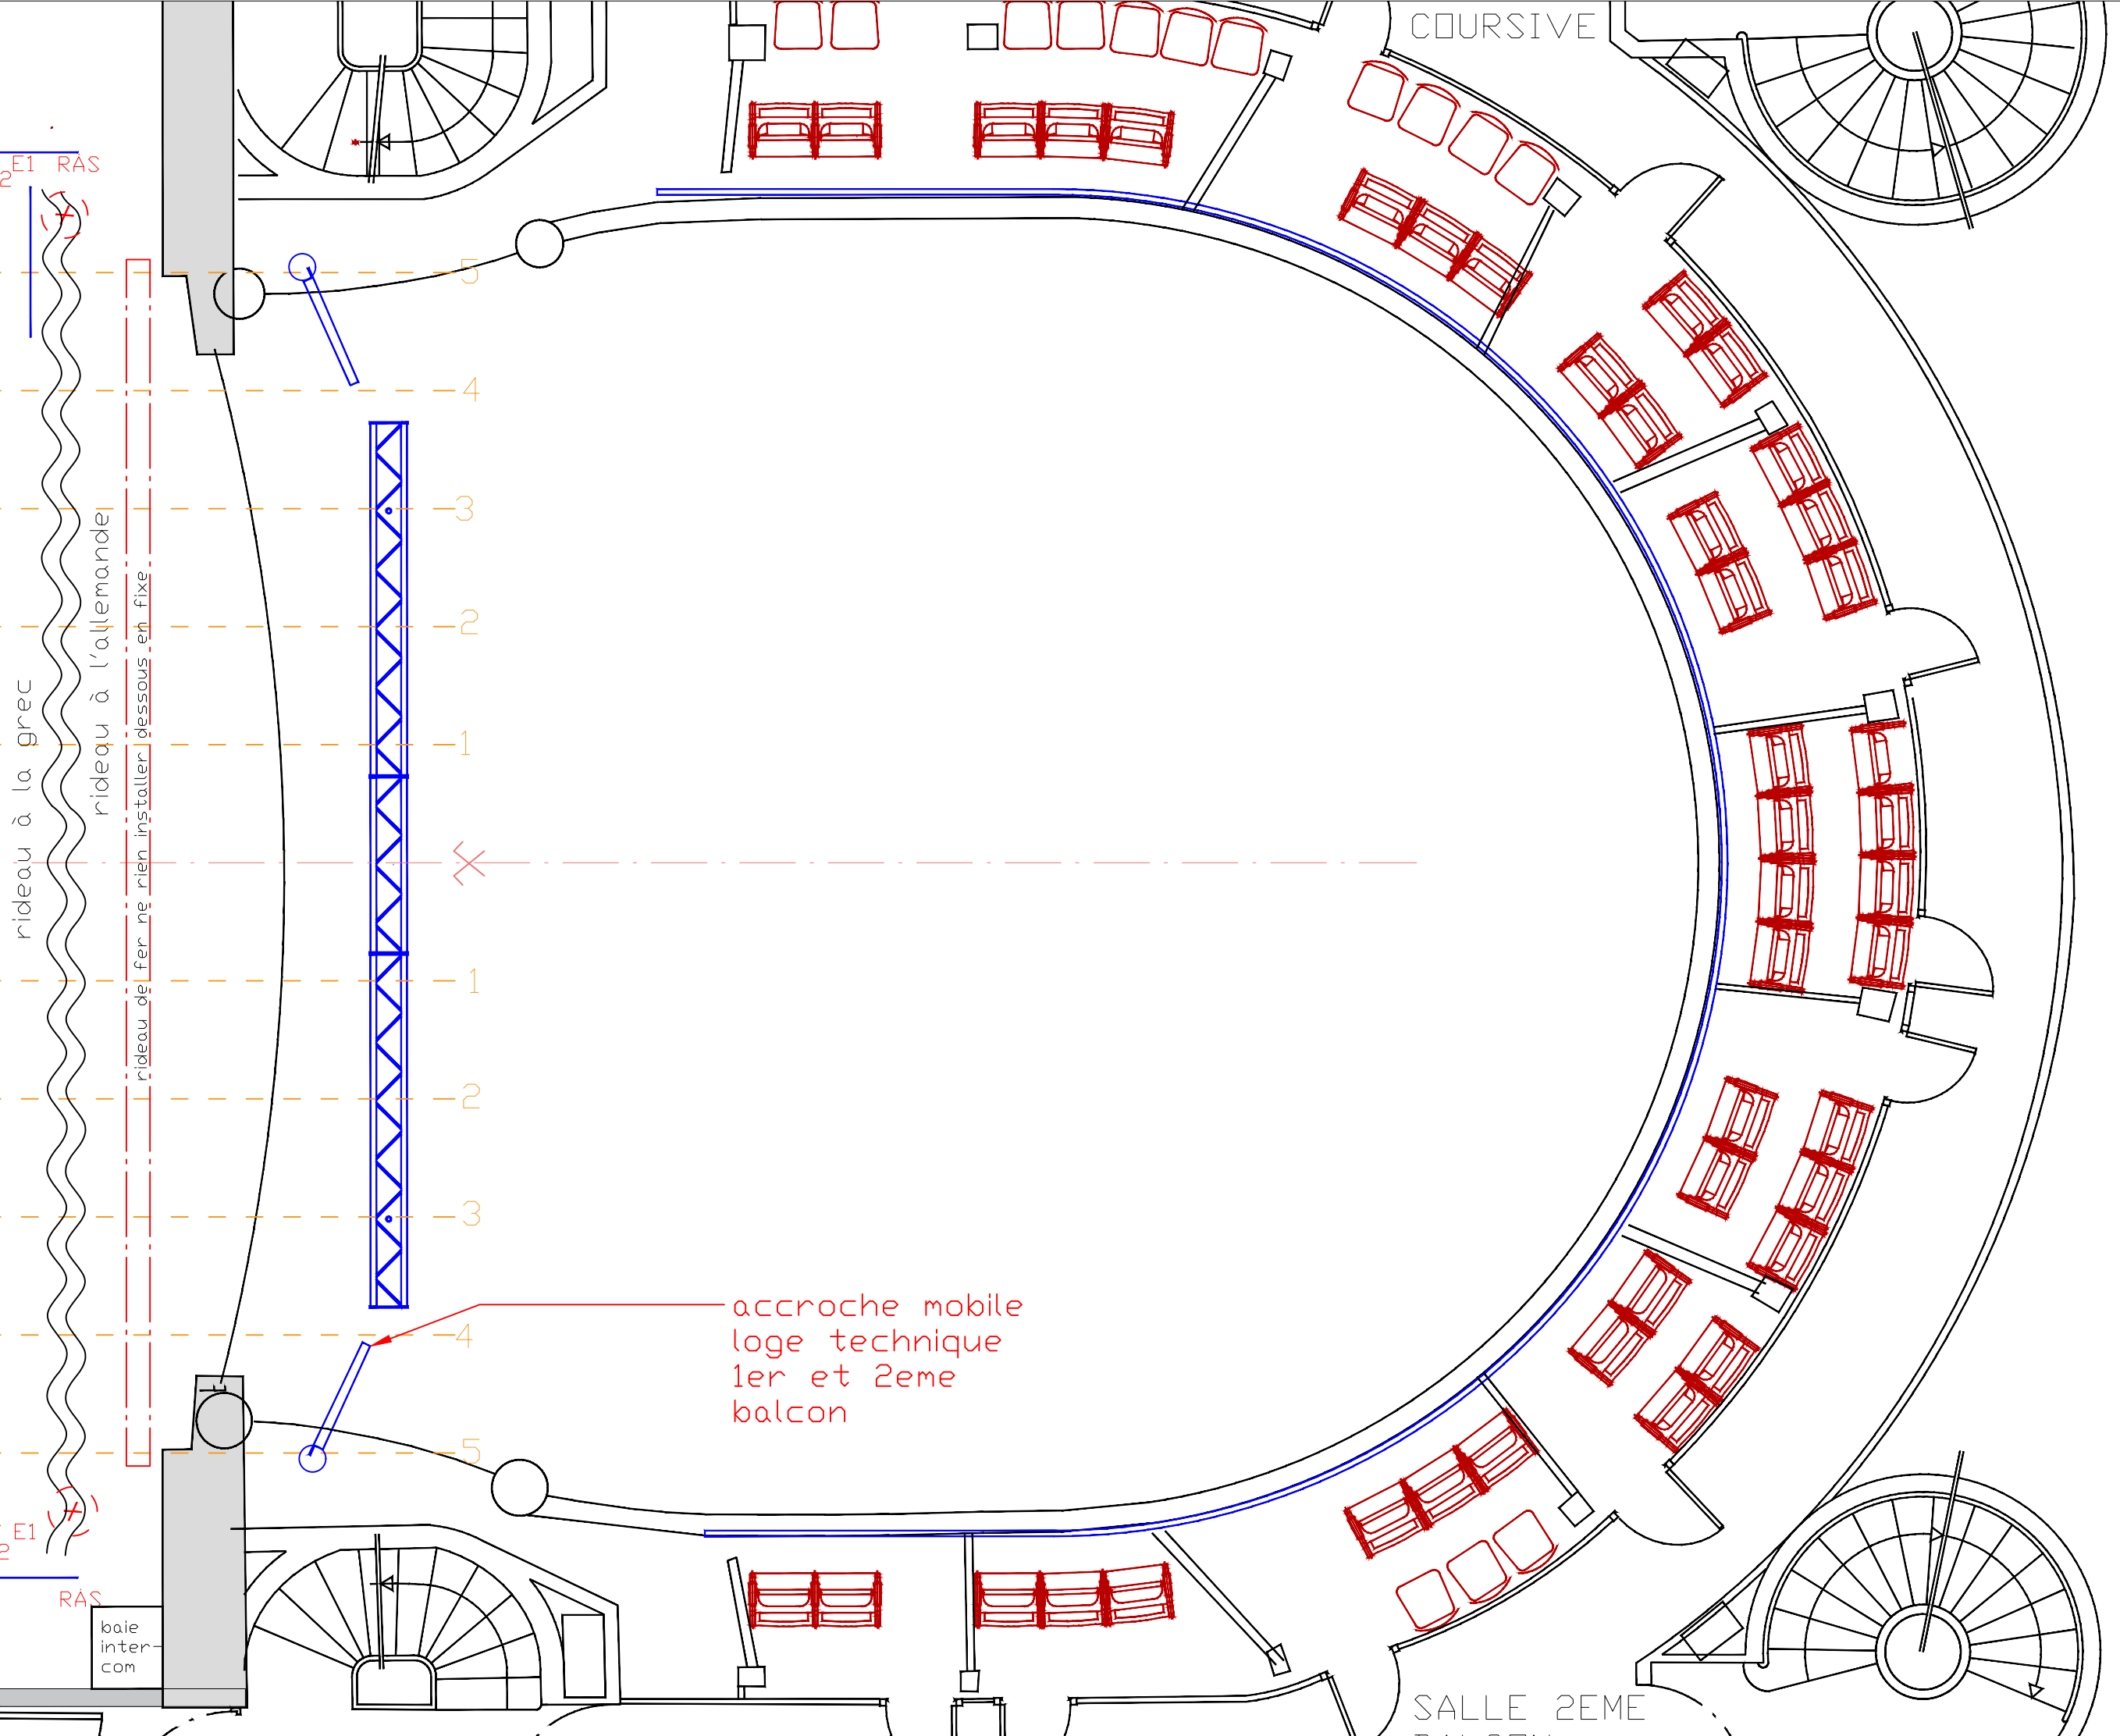 COURSIVE
E1 RAS
2
5
4
3
2
1
1
2
3
4
5
rideau à la grec
rideau à l'allemande
rideau de fer ne rien installer dessous en fixe
accroche mobile
loge technique
1er et 2eme
balcon
E1
2
RAS
baie
inter-
com
SALLE 2EME